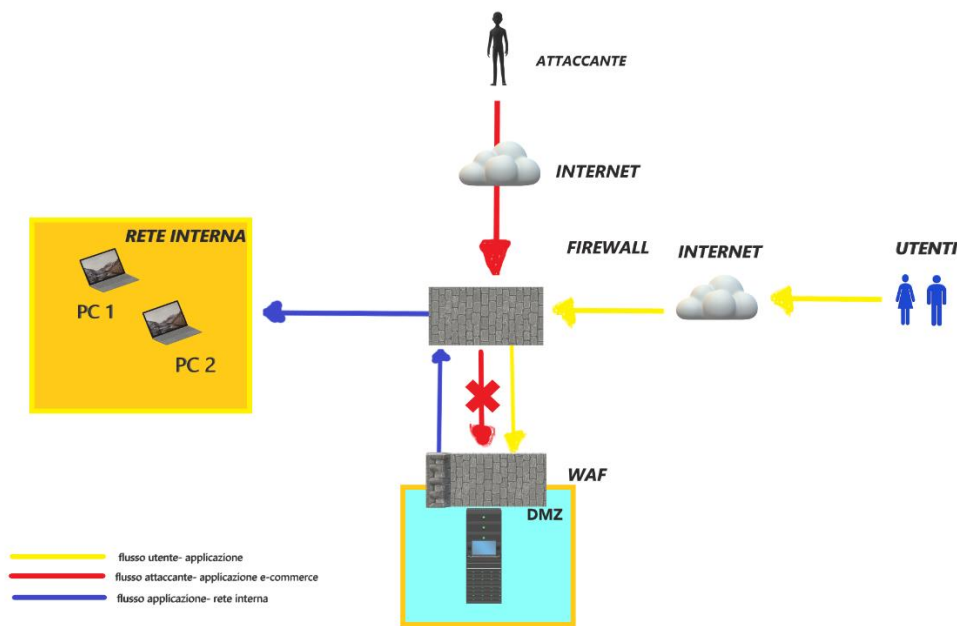 ATTACCANTE
INTERNET
RETE INTERNA
FIREWALL
INTERNET
UTENTI
PC 1
PC 2
WAF
DMZ
flusso utente- applicazione
flusso attaccante- applicazione e-commerce
flusso applicazione- rete interna